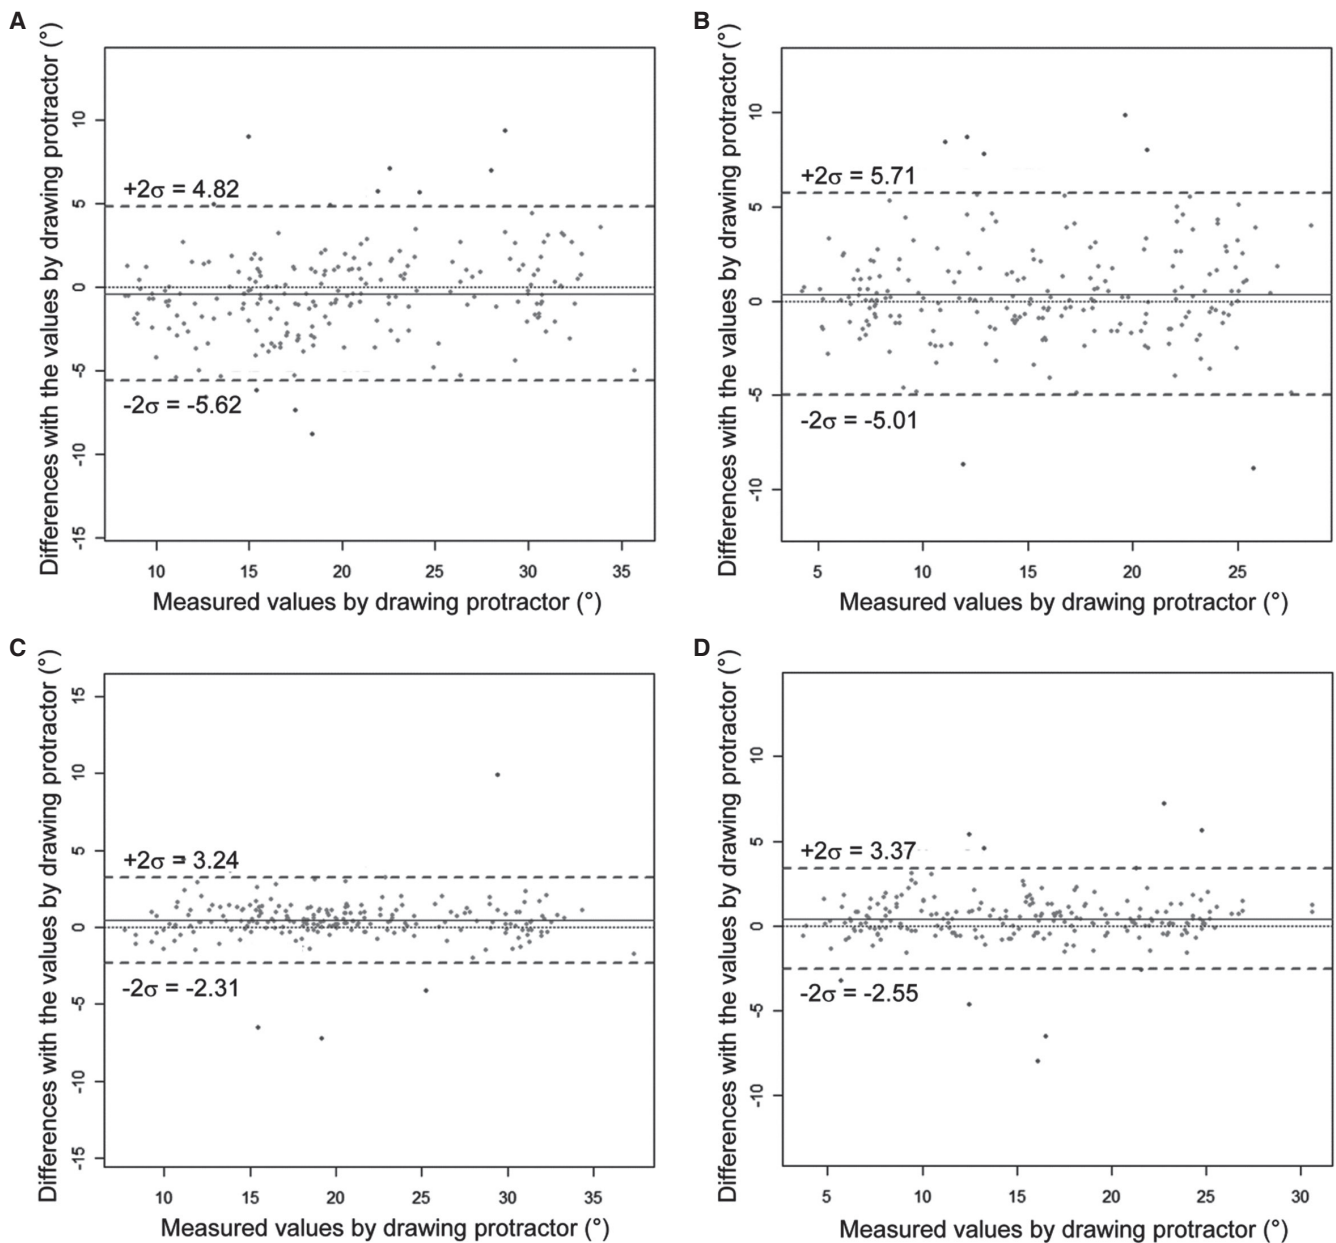 A
Differences with the values by drawing protractor (°)
10
5
0
-5
-10
-15
+2σ = 4.82
-2σ = -5.62
10 15 20 25 30 35
Measured values by drawing protractor (°)
B
Differences with the values by drawing protractor (°)
10
5
0
-5
-10
+2σ = 5.71
-2σ = -5.01
5 10 15 20 25
Measured values by drawing protractor (°)
C
Differences with the values by drawing protractor (°)
15
10
5
0
-5
-10
-15
+2σ = 3.24
-2σ = -2.31
10 15 20 25 30 35
Measured values by drawing protractor (°)
D
Differences with the values by drawing protractor (°)
10
5
0
-5
-10
+2σ = 3.37
-2σ = -2.55
5 10 15 20 25 30
Measured values by drawing protractor (°)